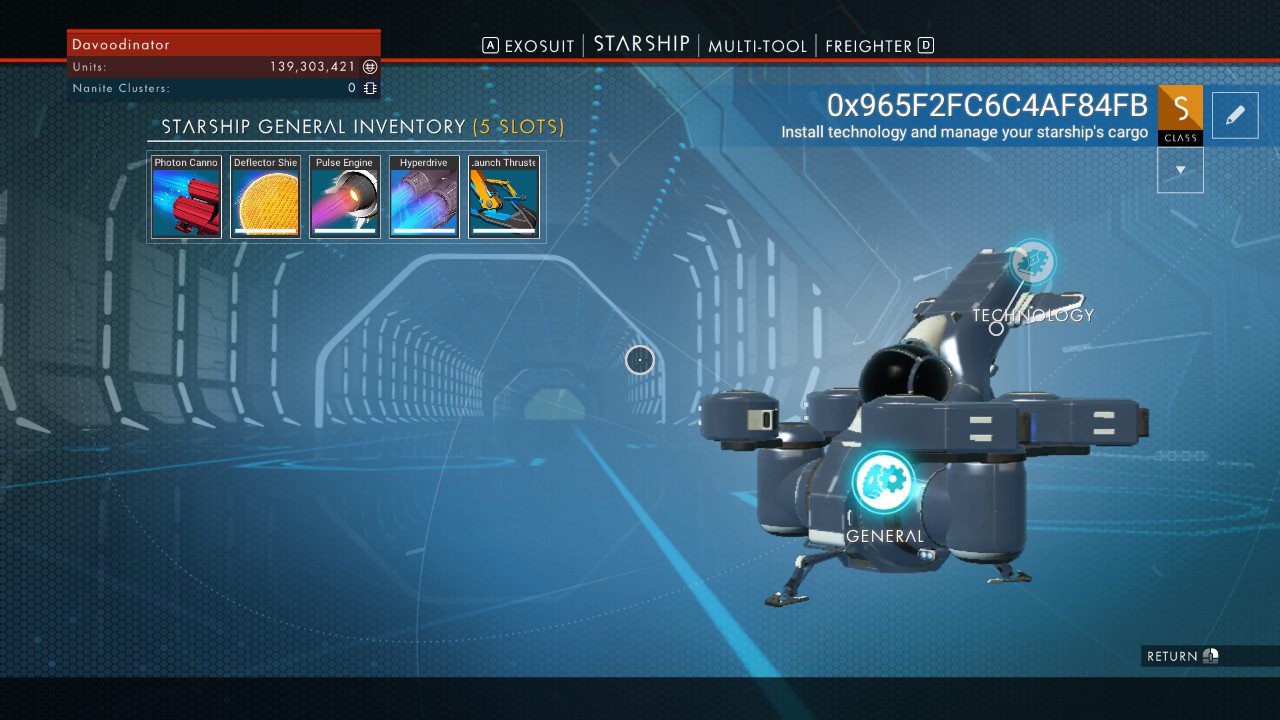 Davoodinator
Units: 139,303,421
Nanite Clusters: 0
A EXOSUIT STARSHIP MULTI-TOOL FREIGHTER D
0x965F2FC6C4AF84FB
Install technology and manage your starship's cargo
S
CLASS
STARSHIP GENERAL INVENTORY (5 SLOTS)
Photon Canno Deflector Shie Pulse Engine Hyperdrive aunch Thruste
TECHNOLOGY
GENERAL
RETURN